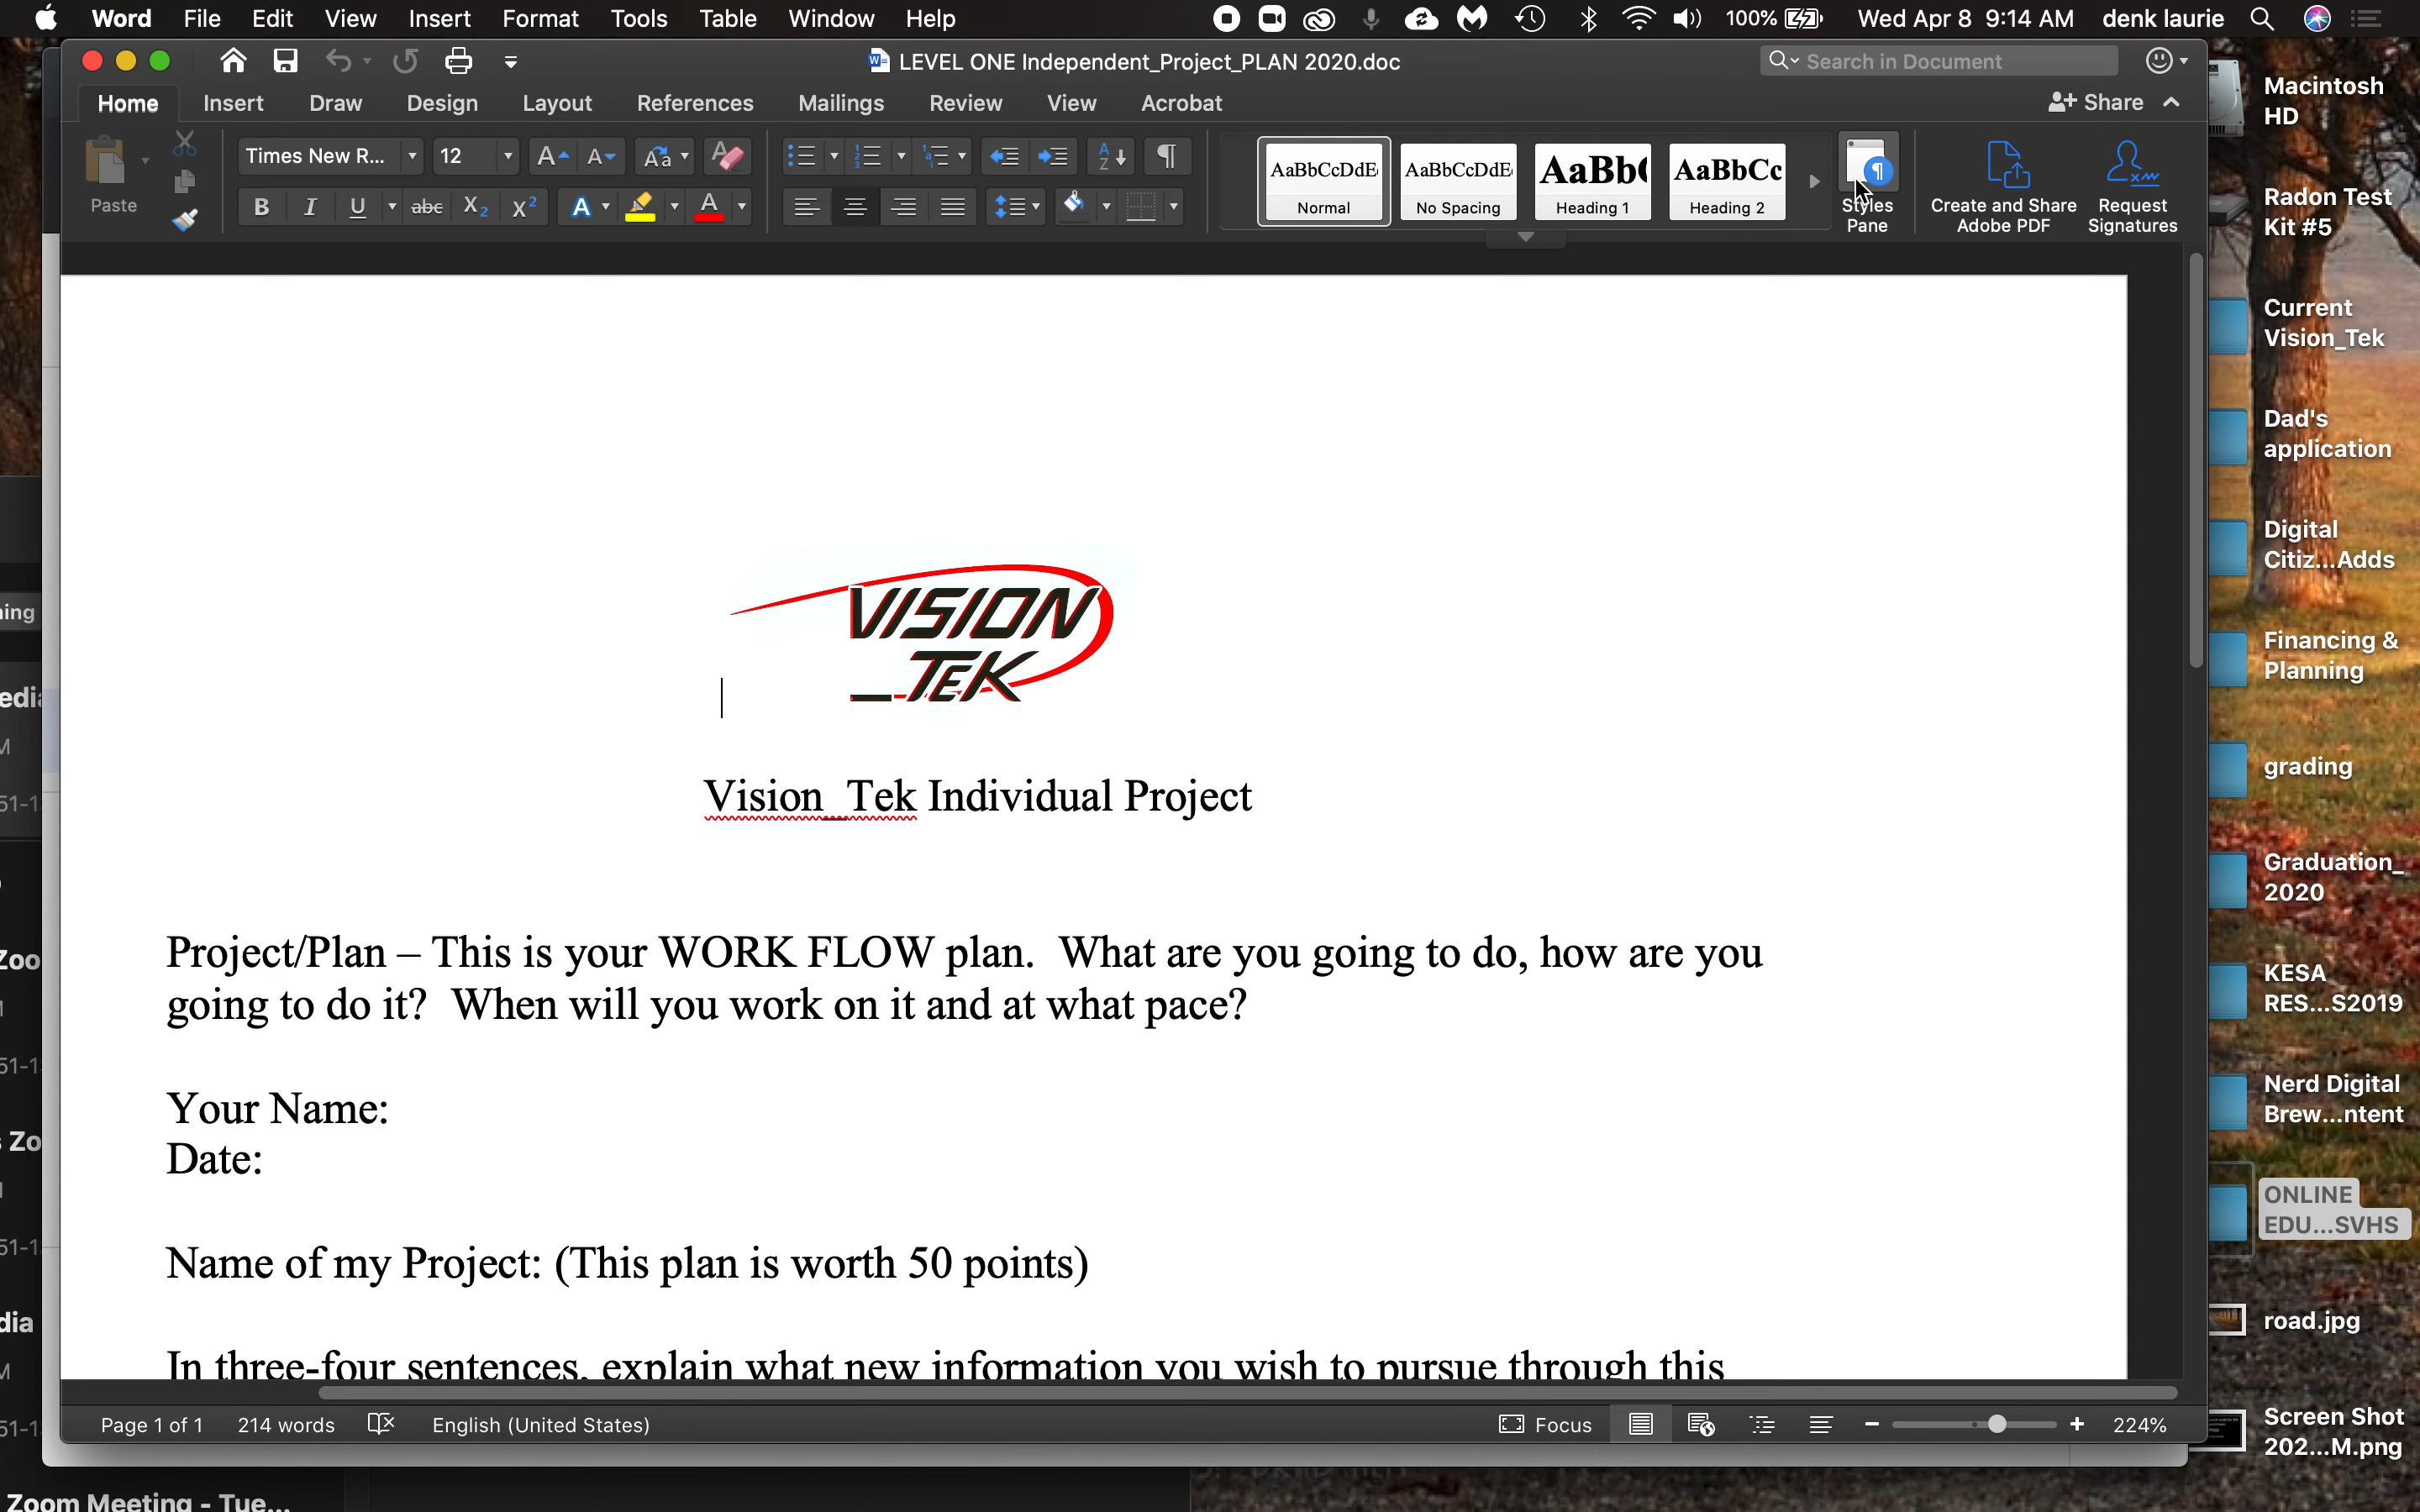 Word File Edit View Insert Format Tools Table Window Help 100% Wed Apr 8 9:14 AM denk laurie
LEVEL ONE Independent_Project_PLAN 2020.doc
Search in Document
Home Insert Draw Design Layout References Mailings Review View Acrobat Share
Paste
Times New R... 12
AaBbCcDdE AaBbCcDdE AaBb( AaBbCc
Normal No Spacing Heading 1 Heading 2
Styles
Pane
Create and Share
Adobe PDF
Request
Signatures
VISION
_TEK
Vision_Tek Individual Project
Project/Plan – This is your WORK FLOW plan. What are you going to do, how are you
going to do it? When will you work on it and at what pace?
Your Name:
Date:
Name of my Project: (This plan is worth 50 points)
In three-four sentences, explain what new information you wish to pursue through this
Page 1 of 1 214 words English (United States) Focus 224%
Macintosh
HD
Radon Test
Kit #5
Current
Vision_Tek
Dad's
application
Digital
Citiz...Adds
Financing &
Planning
grading
Graduation_
2020
KESA
RES...S2019
Nerd Digital
Brew...ntent
ONLINE
EDU...SVHS
road.jpg
Screen Shot
202...M.png
Zoom Meeting - Tue...